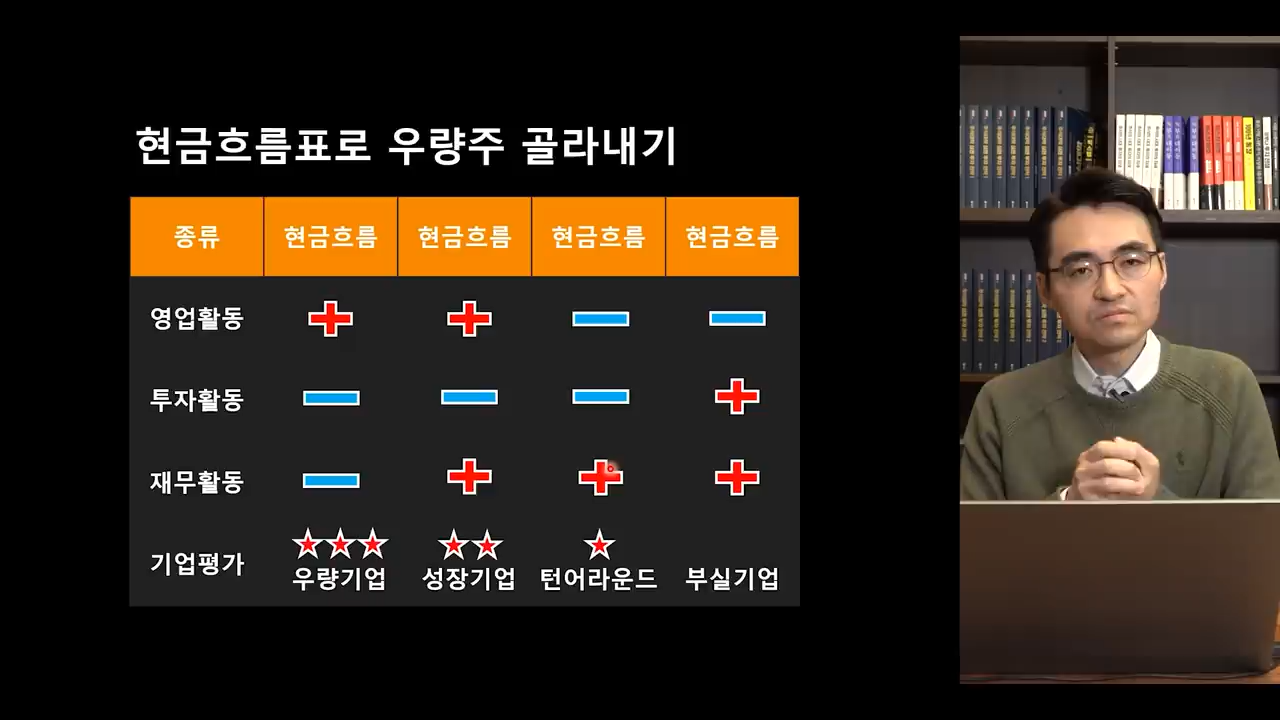 현금흐름표로 우량주 골라내기
종류 현금흐름 현금흐름 현금흐름 현금흐름
영업활동
투자활동
재무활동
기업평가 우량기업 성장기업 턴어라운드 부실기업